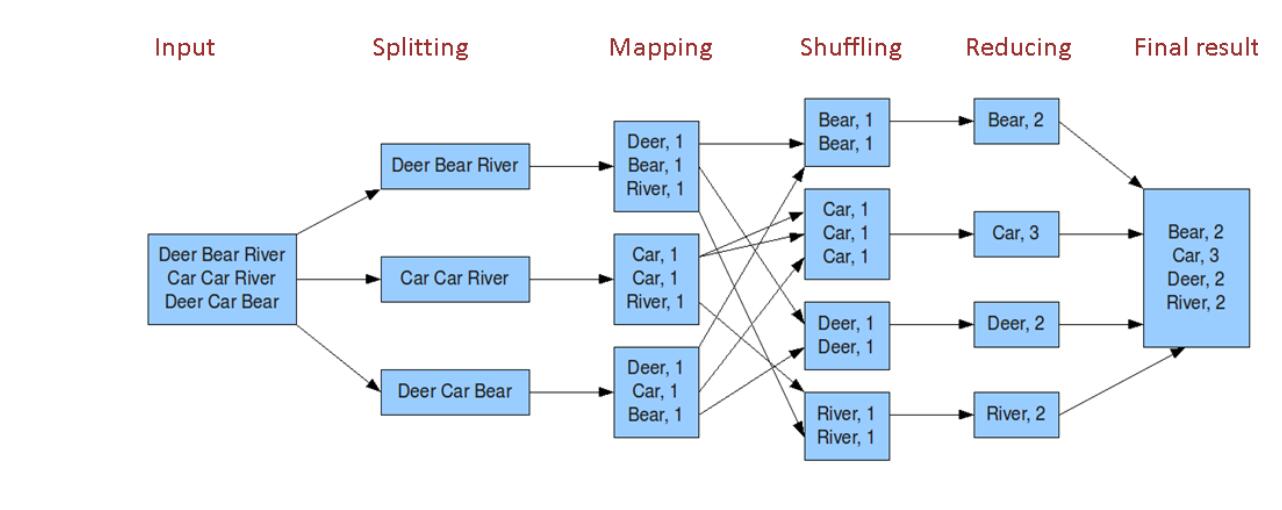 Input
Splitting
Mapping
Shuffling
Reducing
Final result
Deer Bear River
Car Car River
Deer Car Bear
Deer Bear River
Car Car River
Deer Car Bear
Deer, 1
Bear, 1
River, 1
Car, 1
Car, 1
River, 1
Deer, 1
Car, 1
Bear, 1
Bear, 1
Bear, 1
Car, 1
Car, 1
Car, 1
Deer, 1
Deer, 1
River, 1
River, 1
Bear, 2
Car, 3
Deer, 2
River, 2
Bear, 2
Car, 3
Deer, 2
River, 2